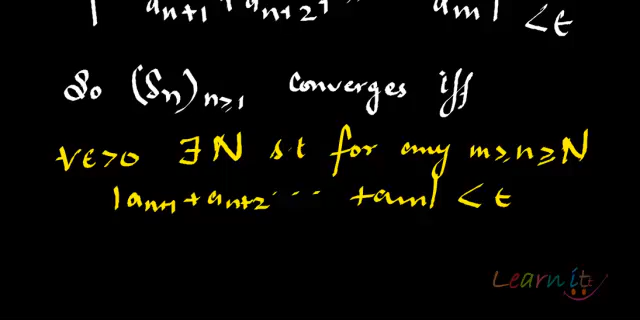 | a_{n+1} + a_{n+2} + a_m | < ε
So (S_n)_{n≥1} converges iff
∀ε>0 ∃ N s.t for any m≥n≥N
|a_{n+1} + a_{n+2} ... + a_m| < ε
Learnit